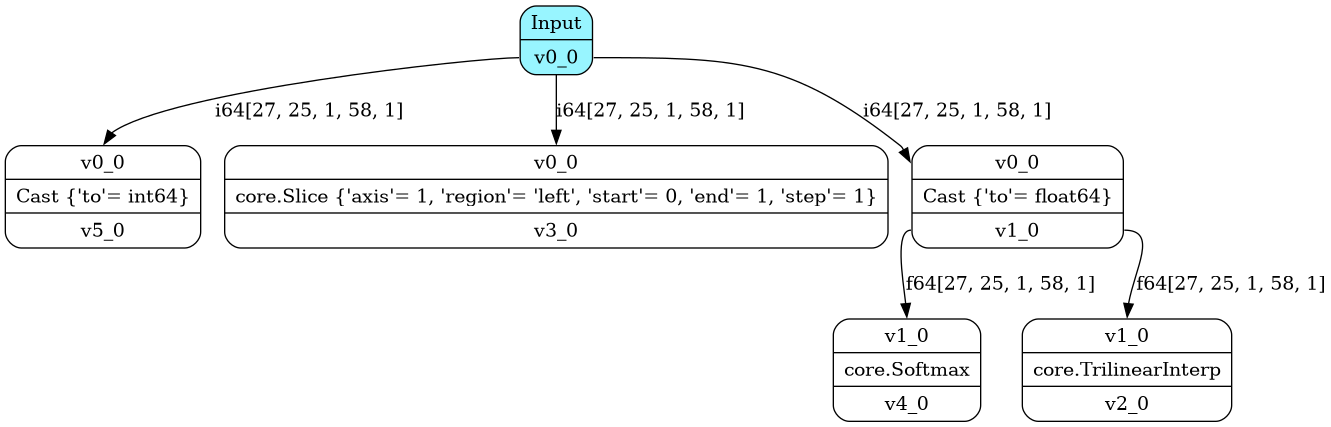 Input
v0_0
i64[27, 25, 1, 58, 1]
i64[27, 25, 1, 58, 1]
i64[27, 25, 1, 58, 1]
v0_0
Cast {'to'= int64}
v5_0
v0_0
core.Slice {'axis'= 1, 'region'= 'left', 'start'= 0, 'end'= 1, 'step'= 1}
v3_0
v0_0
Cast {'to'= float64}
v1_0
f64[27, 25, 1, 58, 1]
f64[27, 25, 1, 58, 1]
v1_0
core.Softmax
v4_0
v1_0
core.TrilinearInterp
v2_0